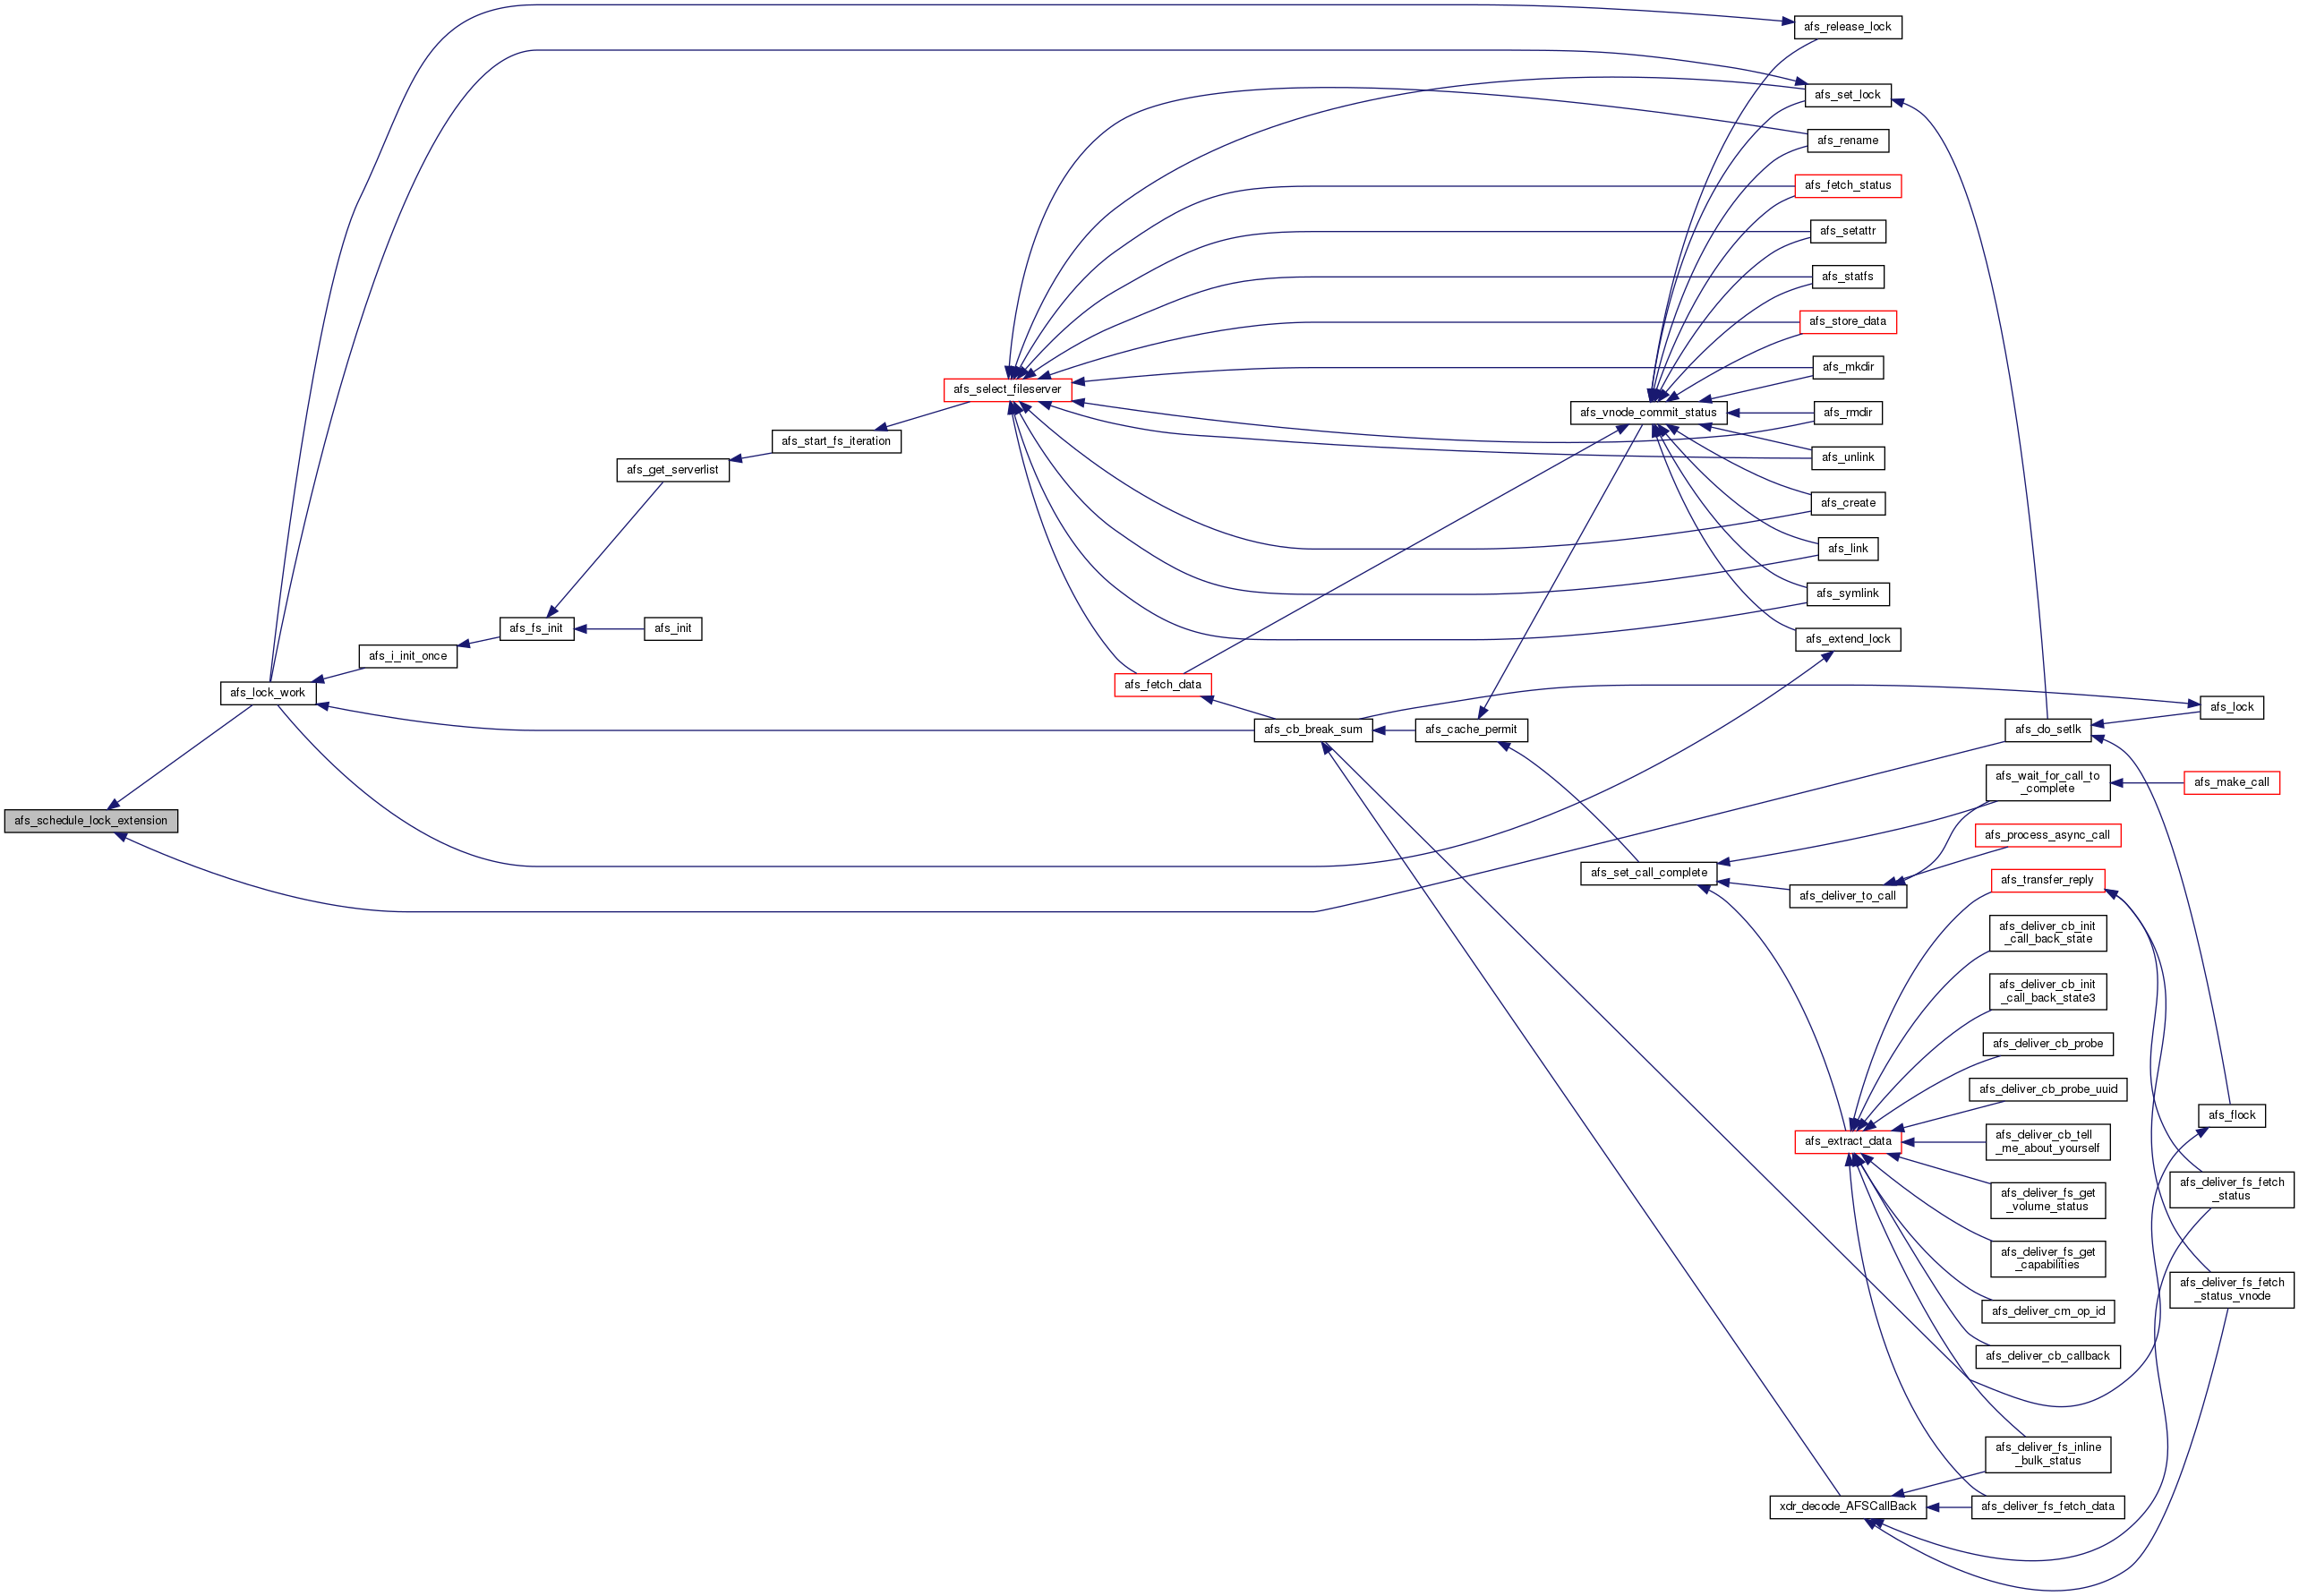 afs_release_lock
afs_set_lock
afs_rename
afs_fetch_status
afs_setattr
afs_statfs
afs_store_data
afs_mkdir
afs_select_fileserver
afs_vnode_commit_status
afs_rmdir
afs_start_fs_iteration
afs_unlink
afs_get_serverlist
afs_create
afs_link
afs_symlink
afs_fs_init
afs_init
afs_extend_lock
afs_i_init_once
afs_fetch_data
afs_lock_work
afs_lock
afs_cb_break_sum
afs_cache_permit
afs_do_setlk
afs_wait_for_call_to
_complete
afs_make_call
afs_schedule_lock_extension
afs_process_async_call
afs_set_call_complete
afs_transfer_reply
afs_deliver_to_call
afs_deliver_cb_init
_call_back_state
afs_deliver_cb_init
_call_back_state3
afs_deliver_cb_probe
afs_deliver_cb_probe_uuid
afs_flock
afs_extract_data
afs_deliver_cb_tell
_me_about_yourself
afs_deliver_fs_get
_volume_status
afs_deliver_fs_fetch
_status
afs_deliver_fs_get
_capabilities
afs_deliver_fs_fetch
_status_vnode
afs_deliver_cm_op_id
afs_deliver_cb_callback
afs_deliver_fs_inline
_bulk_status
xdr_decode_AFSCallBack
afs_deliver_fs_fetch_data